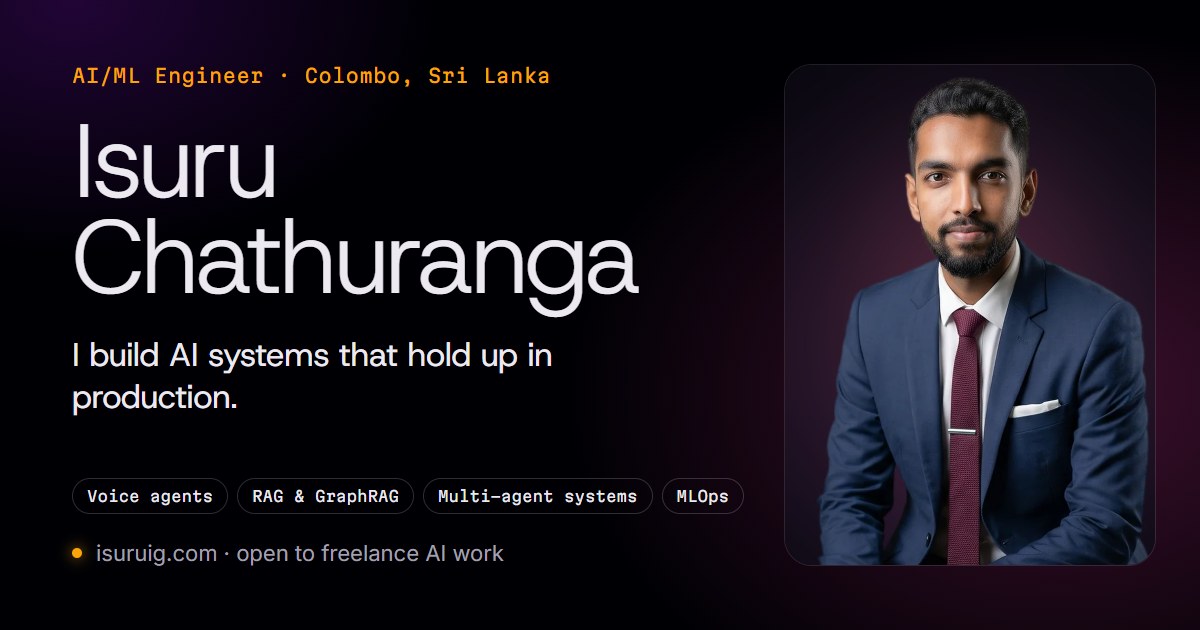 AI/ML Engineer · Colombo, Sri Lanka
Isuru
Chathuranga
I build AI systems that hold up in
production.
Voice agents
RAG & GraphRAG
Multi-agent systems
MLOps
isuruig.com · open to freelance AI work